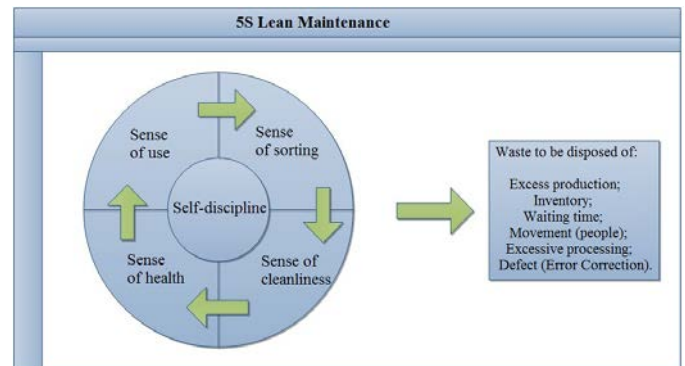 5S Lean Maintenance
Sense
of use
Sense
of sorting
Self-discipline
Sense
of health
Sense of
cleanliness
Waste to be disposed of:
Excess production;
Inventory;
Waiting time;
Movement (people);
Excessive processing;
Defect (Error Correction).